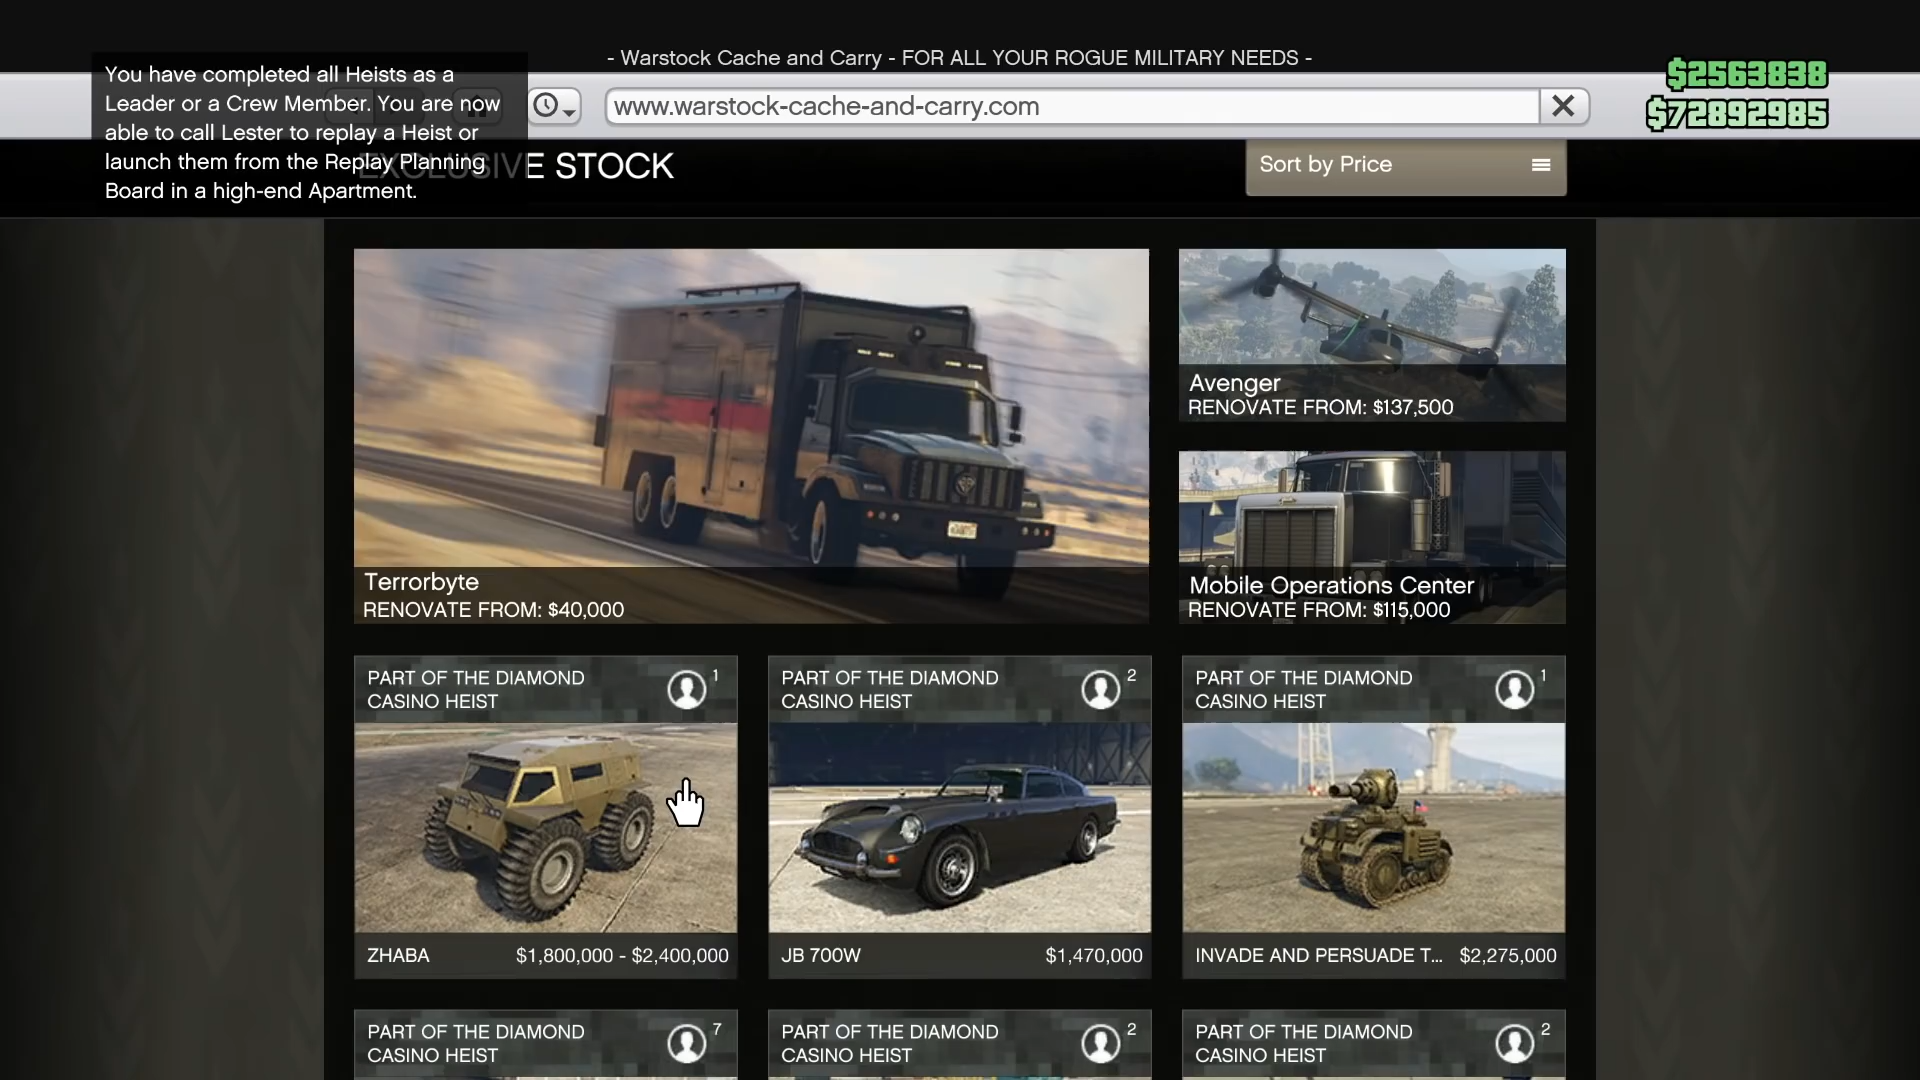 - Warstock Cache and Carry - FOR ALL YOUR ROGUE MILITARY NEEDS -
You have completed all Heists as a
Leader or a Crew Member. You are now
able to call Lester to replay a Heist or
launch them from the Replay Planning
Board in a high-end Apartment.
www.warstock-cache-and-carry.com
$2563838
$72892985
EXCLUSIVE STOCK
Sort by Price
Terrorbyte
RENOVATE FROM: $40,000
Avenger
RENOVATE FROM: $137,500
Mobile Operations Center
RENOVATE FROM: $115,000
PART OF THE DIAMOND
CASINO HEIST
1
ZHABA $1,800,000 - $2,400,000
PART OF THE DIAMOND
CASINO HEIST
2
JB 700W $1,470,000
PART OF THE DIAMOND
CASINO HEIST
1
INVADE AND PERSUADE T... $2,275,000
PART OF THE DIAMOND
CASINO HEIST
7
PART OF THE DIAMOND
CASINO HEIST
2
PART OF THE DIAMOND
CASINO HEIST
2